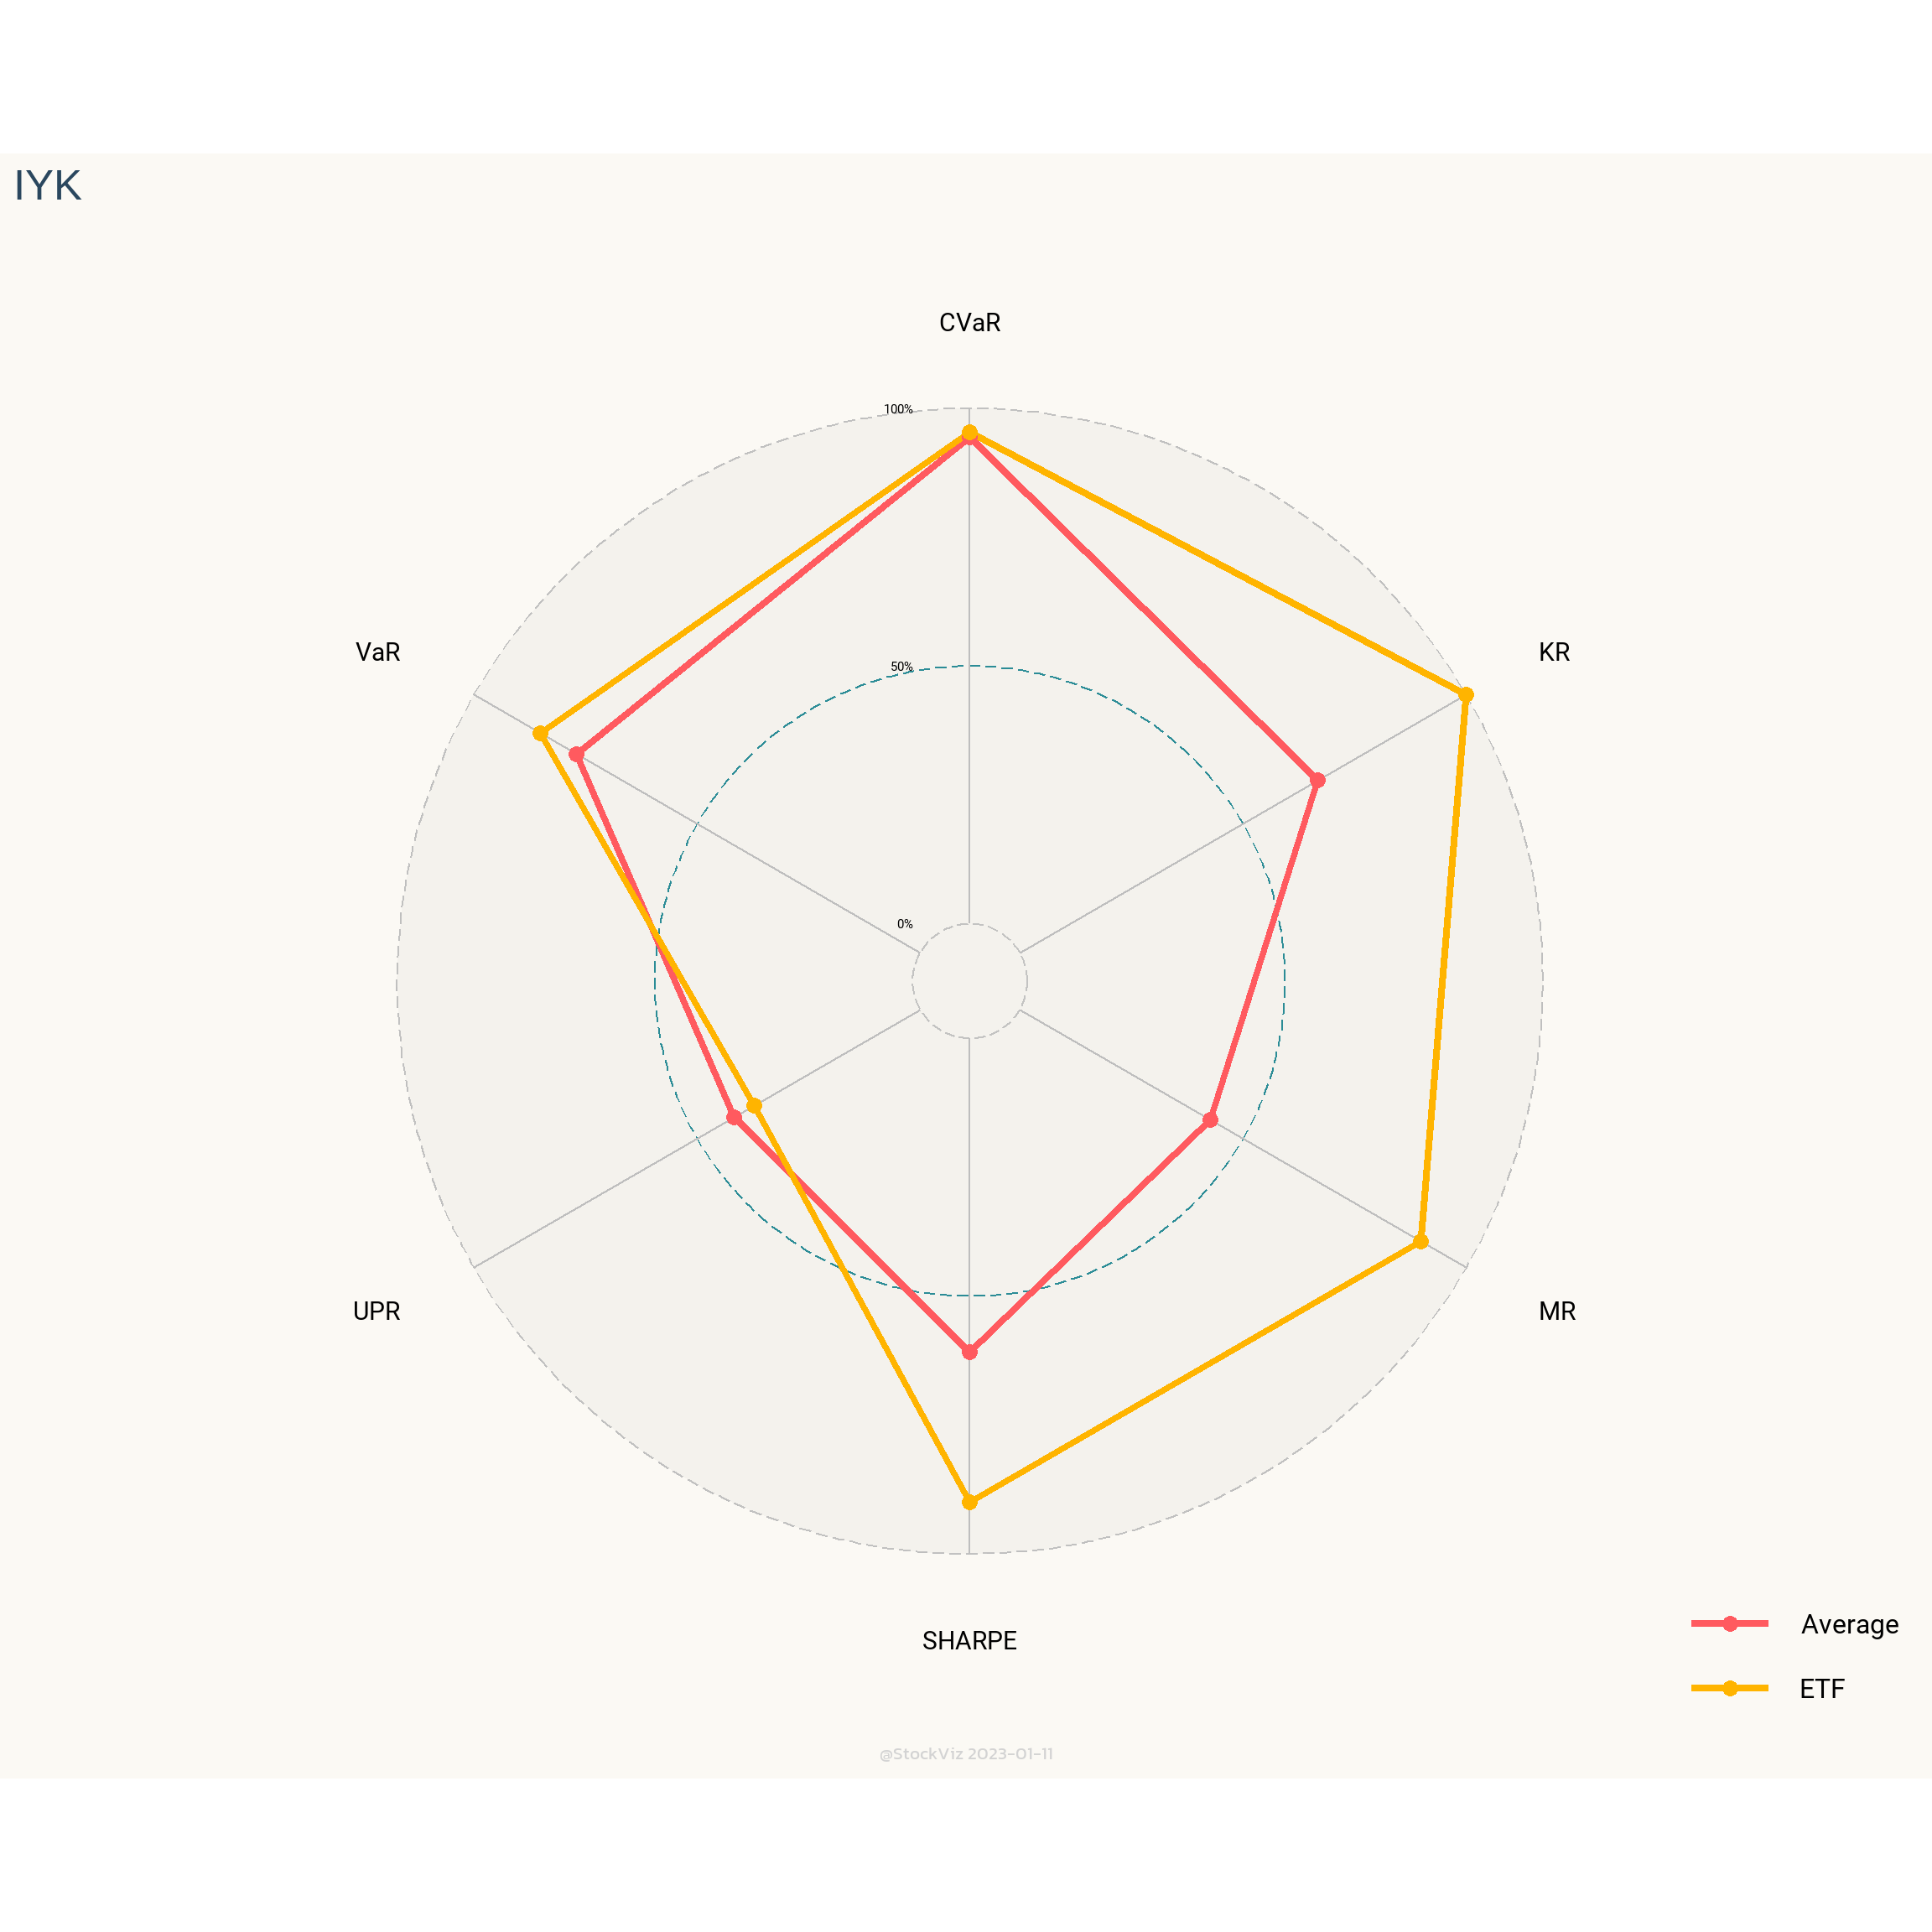 IYK
CVaR
100%
KR
VaR
50%
0%
UPR
MR
SHARPE
Average
ETF
@StockViz 2023-01-11